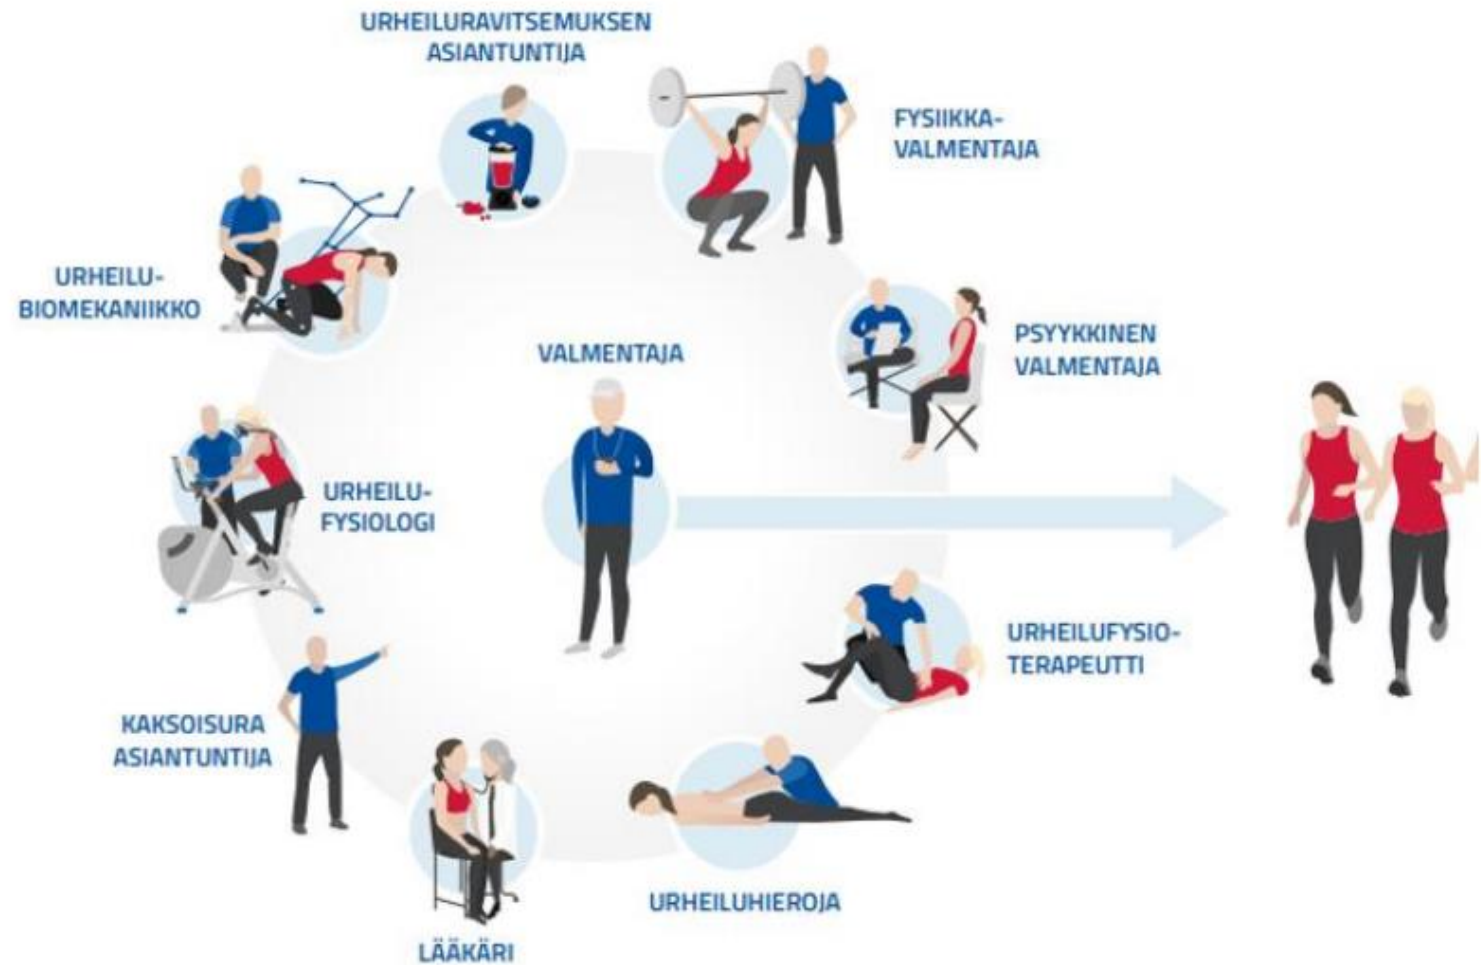 URHEILURAVITSEMUKSEN
ASIANTUNTIJA
FYSIIKKA-
VALMENTAJA
URHEILU-
BIOMEKANIIKKO
VALMENTAJA
PSYYKKINEN
VALMENTAJA
URHEILU-
FYSIOLOGI
URHEILUFYSIO-
TERAPEUTTI
KAKSOISURA
ASIANTUNTIJA
URHEILUHIEROJA
LÄÄKÄRI